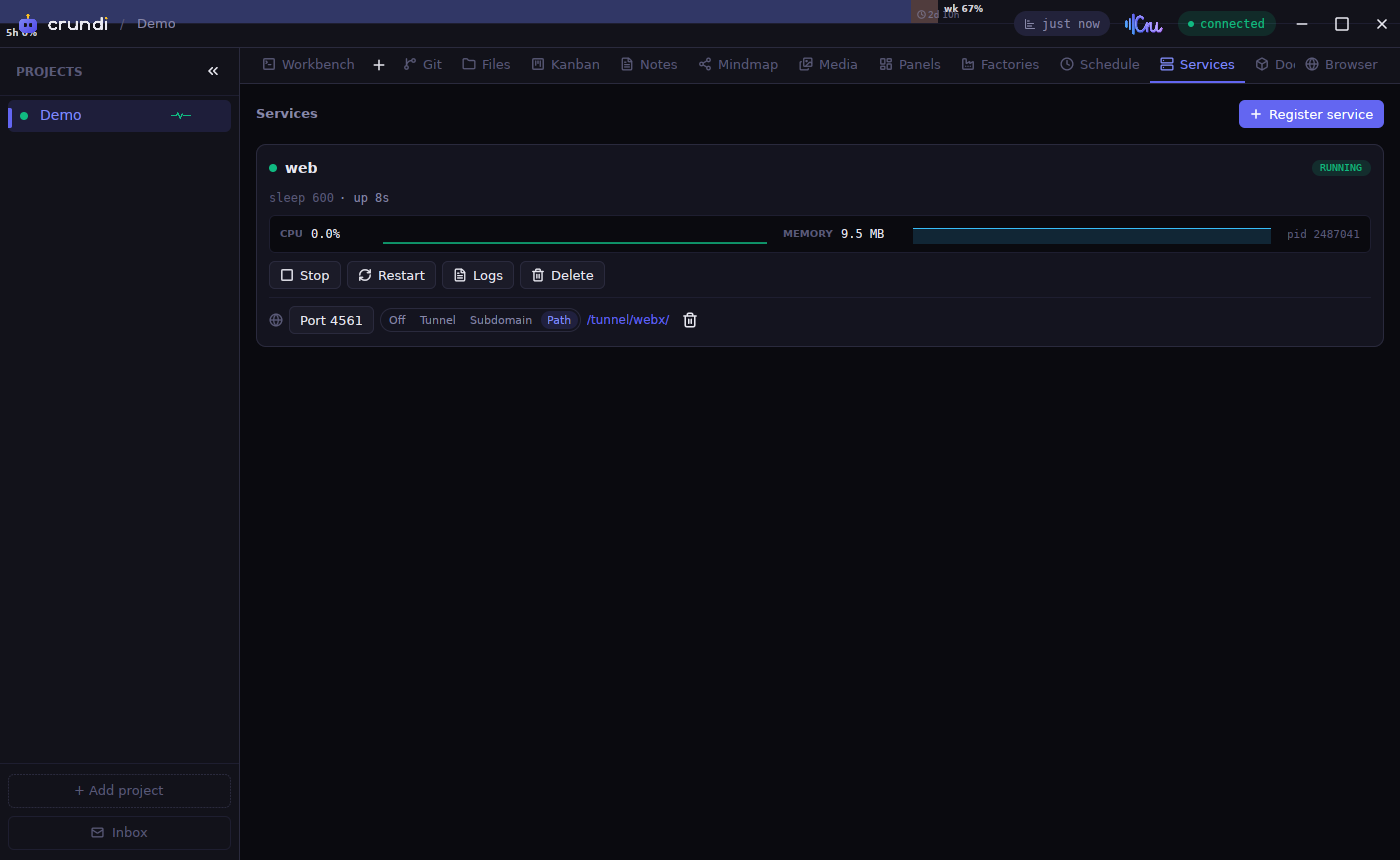 crundi / Demo
wk 67%
2d 10h
just now
Cru
connected
PROJECTS
Demo
+ Add project
Inbox
Workbench + Git Files Kanban Notes Mindmap Media Panels Factories Schedule Services Doc Browser
Services
+ Register service
web
RUNNING
sleep 600 · up 8s
CPU 0.0%
MEMORY 9.5 MB
pid 2487041
Stop Restart Logs Delete
Port 4561 Off Tunnel Subdomain Path /tunnel/webx/